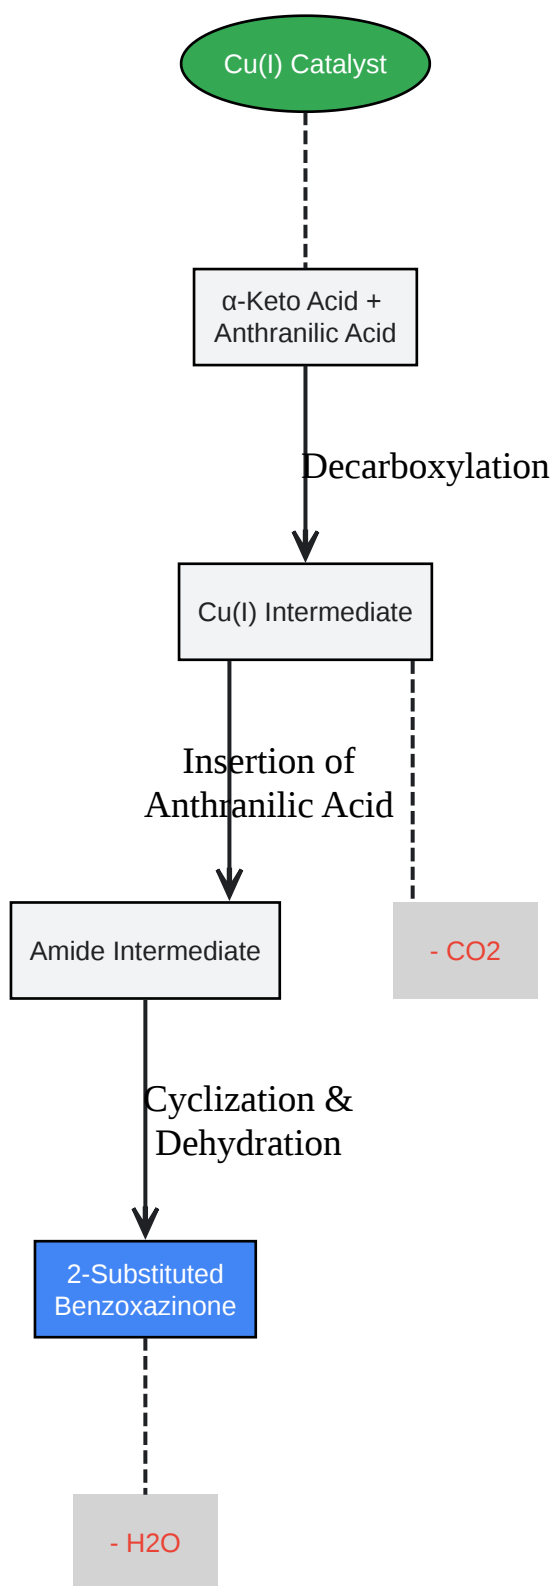 Cu(I) Catalyst
α-Keto Acid +
Anthranilic Acid
Decarboxylation
Cu(I) Intermediate
Insertion of
Anthranilic Acid
Amide Intermediate
- CO2
Cyclization &
Dehydration
2-Substituted
Benzoxazinone
- H2O